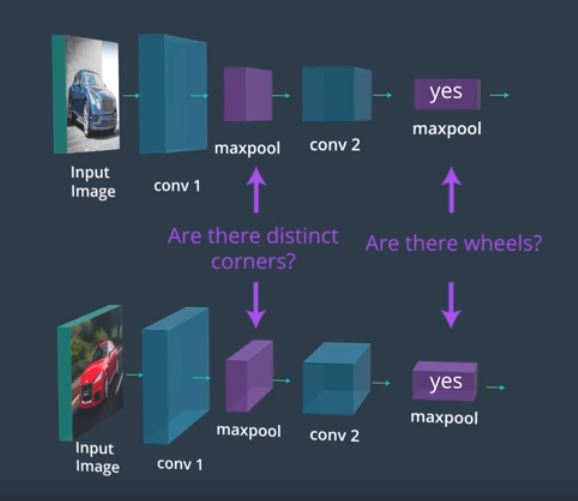 yes
maxpool
conv 2
maxpool
Input
Image
conv 1
Are there distinct
corners?
Are there wheels?
yes
maxpool
maxpool
conv 2
Input
Image
conv 1